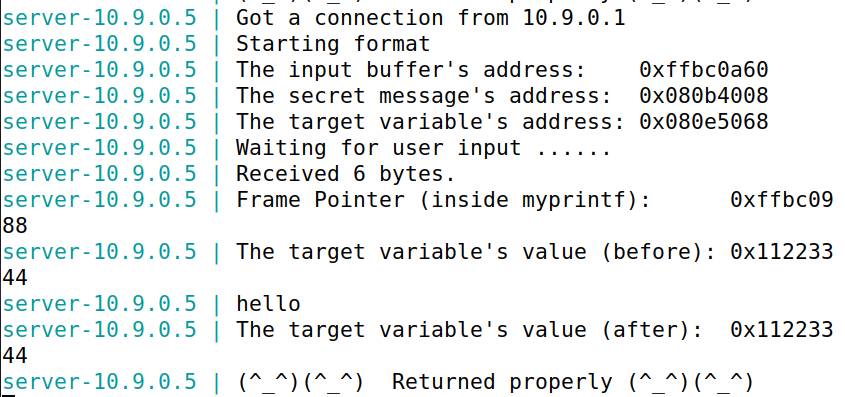 server-10.9.0.5 | Got a connection from 10.9.0.1
server-10.9.0.5 | Starting format
server-10.9.0.5 | The input buffer's address:    0xffbc0a60
server-10.9.0.5 | The secret message's address:  0x080b4008
server-10.9.0.5 | The target variable's address: 0x080e5068
server-10.9.0.5 | Waiting for user input ......
server-10.9.0.5 | Received 6 bytes.
server-10.9.0.5 | Frame Pointer (inside myprintf):      0xffbc09
88
server-10.9.0.5 | The target variable's value (before): 0x112233
44
server-10.9.0.5 | hello
server-10.9.0.5 | The target variable's value (after):  0x112233
44
server-10.9.0.5 | (^_^)(^_^)  Returned properly (^_^)(^_^)